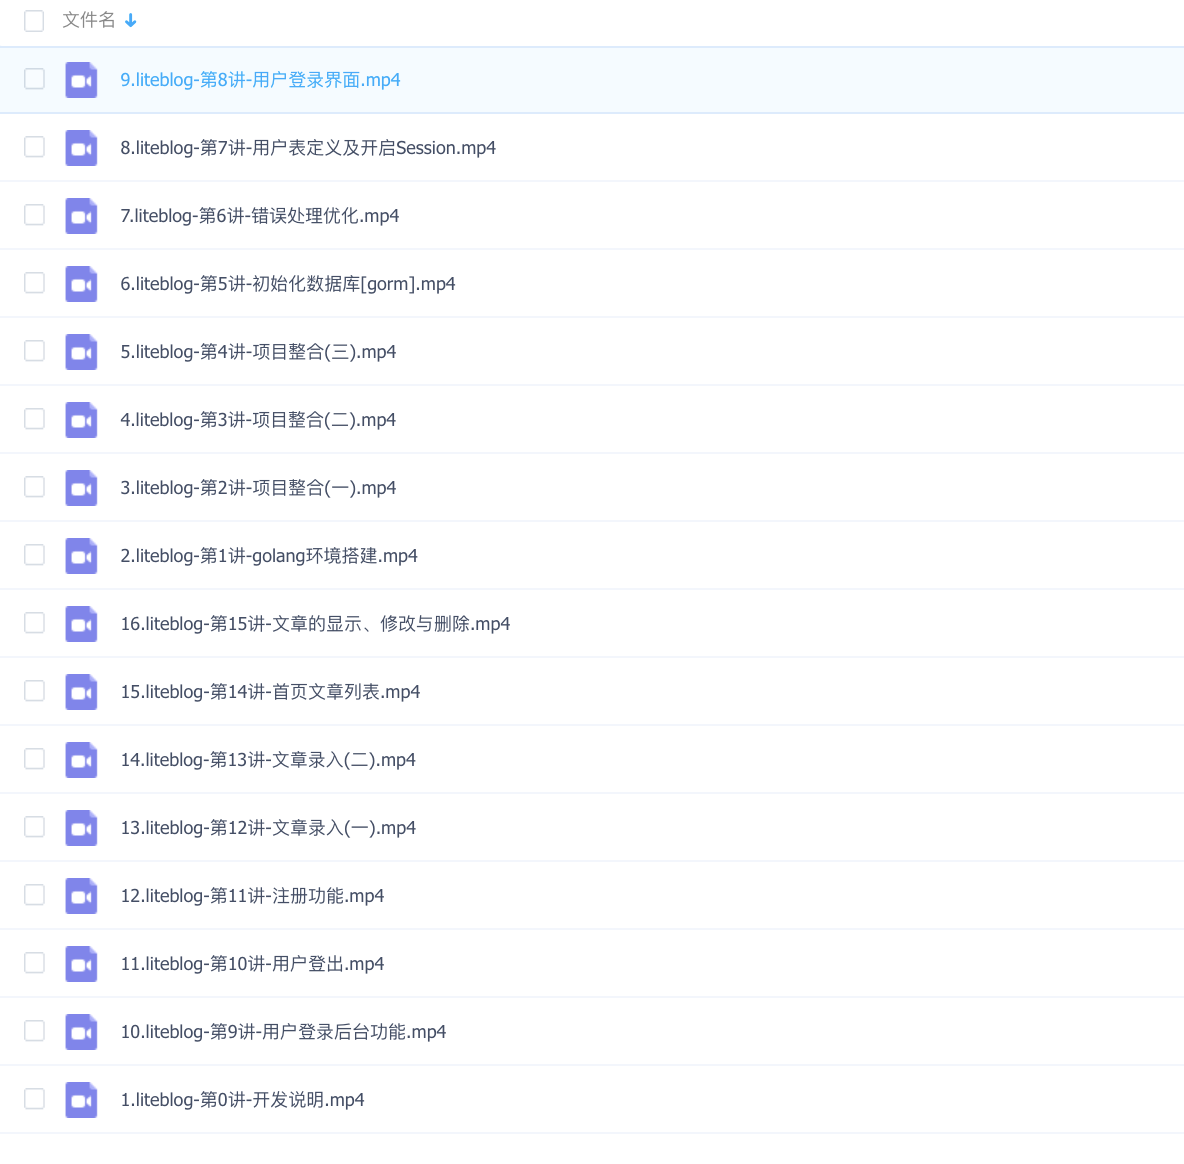 文件名
9.liteblog-第8讲-用户登录界面.mp4
8.liteblog-第7讲-用户表定义及开启Session.mp4
7.liteblog-第6讲-错误处理优化.mp4
6.liteblog-第5讲-初始化数据库[gorm].mp4
5.liteblog-第4讲-项目整合(三).mp4
4.liteblog-第3讲-项目整合(二).mp4
3.liteblog-第2讲-项目整合(一).mp4
2.liteblog-第1讲-golang环境搭建.mp4
16.liteblog-第15讲-文章的显示、修改与删除.mp4
15.liteblog-第14讲-首页文章列表.mp4
14.liteblog-第13讲-文章录入(二).mp4
13.liteblog-第12讲-文章录入(一).mp4
12.liteblog-第11讲-注册功能.mp4
11.liteblog-第10讲-用户登出.mp4
10.liteblog-第9讲-用户登录后台功能.mp4
1.liteblog-第0讲-开发说明.mp4